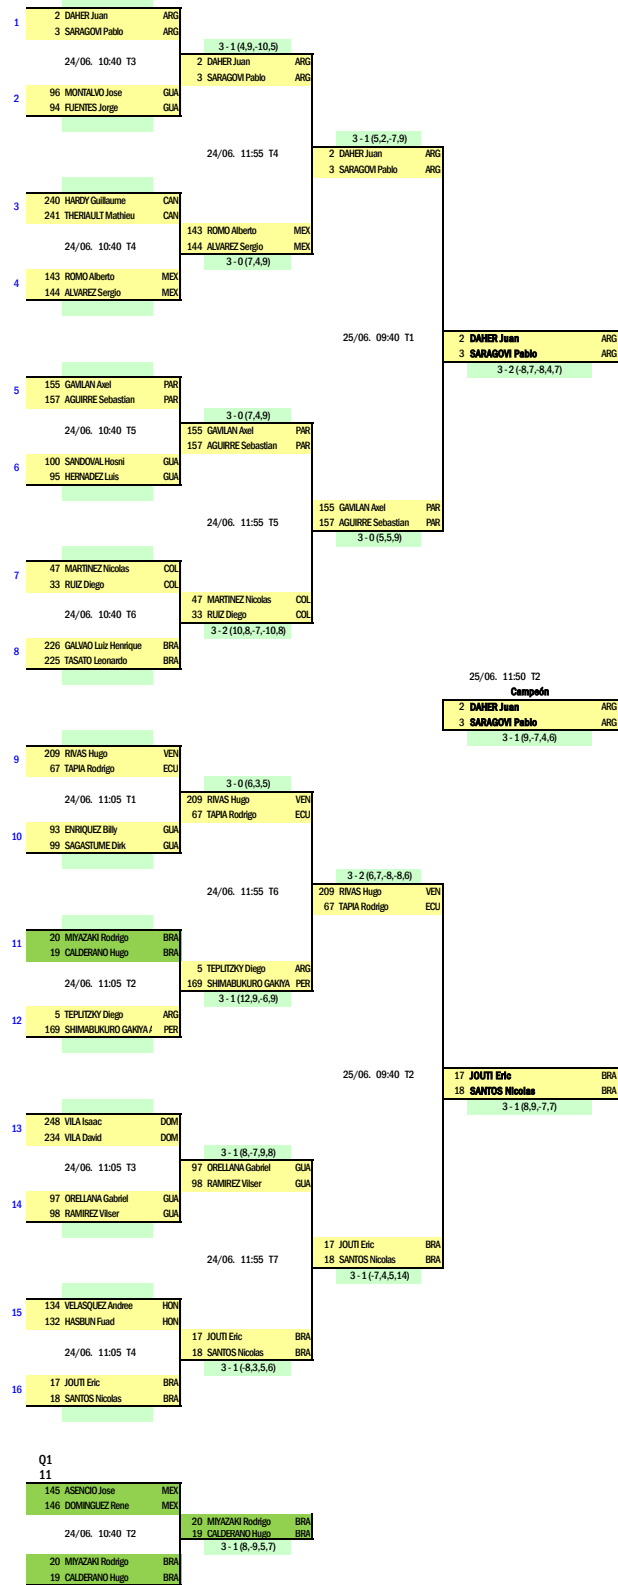 1
2 DAHER Juan ARG
3 SARAGOVI Pablo ARG
3 - 1 (4,9,-10,5)
24/06. 10:40 T3
2 DAHER Juan ARG
3 SARAGOVI Pablo ARG
2
96 MONTALVO Jose GUA
94 FUENTES Jorge GUA
3 - 1 (5,2,-7,9)
24/06. 11:55 T4
2 DAHER Juan ARG
3 SARAGOVI Pablo ARG
3
240 HARDY Guillaume CAN
241 THERIAULT Mathieu CAN
143 ROMO Alberto MEX
24/06. 10:40 T4
144 ALVAREZ Sergio MEX
3 - 0 (7,4,9)
4
143 ROMO Alberto MEX
144 ALVAREZ Sergio MEX
25/06. 09:40 T1
2 DAHER Juan ARG
3 SARAGOVI Pablo ARG
3 - 2 (-8,7,-8,4,7)
5
155 GAVILAN Axel PAR
157 AGUIRRE Sebastian PAR
3 - 0 (7,4,9)
24/06. 10:40 T5
155 GAVILAN Axel PAR
157 AGUIRRE Sebastian PAR
6
100 SANDOVAL Hosni GUA
95 HERNADEZ Luis GUA
155 GAVILAN Axel PAR
24/06. 11:55 T5
157 AGUIRRE Sebastian PAR
3 - 0 (5,5,9)
7
47 MARTINEZ Nicolas COL
33 RUIZ Diego COL
47 MARTINEZ Nicolas COL
24/06. 10:40 T6
33 RUIZ Diego COL
3 - 2 (10,8,-7,-10,8)
8
226 GALVAO Luiz Henrique BRA
225 TASATO Leonardo BRA
25/06. 11:50 T2
Campeón
2 DAHER Juan ARG
3 SARAGOVI Pablo ARG
3 - 1 (9,-7,4,6)
9
209 RIVAS Hugo VEN
67 TAPIA Rodrigo ECU
3 - 0 (6,3,5)
24/06. 11:05 T1
209 RIVAS Hugo VEN
67 TAPIA Rodrigo ECU
10
93 ENRIQUEZ Billy GUA
99 SAGASTUME Dirk GUA
3 - 2 (6,7,-8,-8,6)
24/06. 11:55 T6
209 RIVAS Hugo VEN
67 TAPIA Rodrigo ECU
11
20 MIYAZAKI Rodrigo BRA
19 CALDERANO Hugo BRA
5 TEPLITZKY Diego ARG
24/06. 11:05 T2
169 SHIMABUKURO GAKIYA PER
3 - 1 (12,9,-6,9)
12
5 TEPLITZKY Diego ARG
169 SHIMABUKURO GAKIYA PER
25/06. 09:40 T2
17 JOUTI Eric BRA
18 SANTOS Nicolas BRA
3 - 1 (8,9,-7,7)
13
248 VILA Isaac DOM
234 VILA David DOM
3 - 1 (8,-7,9,8)
24/06. 11:05 T3
97 ORELLANA Gabriel GUA
98 RAMIREZ Vilser GUA
14
97 ORELLANA Gabriel GUA
98 RAMIREZ Vilser GUA
17 JOUTI Eric BRA
24/06. 11:55 T7
18 SANTOS Nicolas BRA
3 - 1 (-7,4,5,14)
15
134 VELASQUEZ Andree HON
132 HASBUN Fuad HON
17 JOUTI Eric BRA
24/06. 11:05 T4
18 SANTOS Nicolas BRA
3 - 1 (-8,3,5,6)
16
17 JOUTI Eric BRA
18 SANTOS Nicolas BRA
Q1
11
145 ASENCIO Jose MEX
146 DOMINGUEZ Rene MEX
20 MIYAZAKI Rodrigo BRA
24/06. 10:40 T2
19 CALDERANO Hugo BRA
3 - 1 (8,-9,5,7)
20 MIYAZAKI Rodrigo BRA
19 CALDERANO Hugo BRA